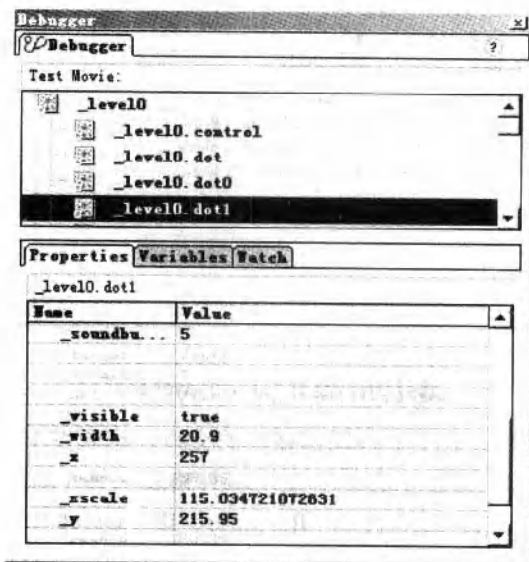 Debugger
Debugger
?
Test Movie:
_level0
_level0.control
_level0.dot
_level0.dot0
_level0.dot1
Properties Variables Watch
_level0.dot1
Name Value
_soundbu... 5
_visible true
_width 20.9
_x 257
_xscale 115.034721072631
_y 215.95